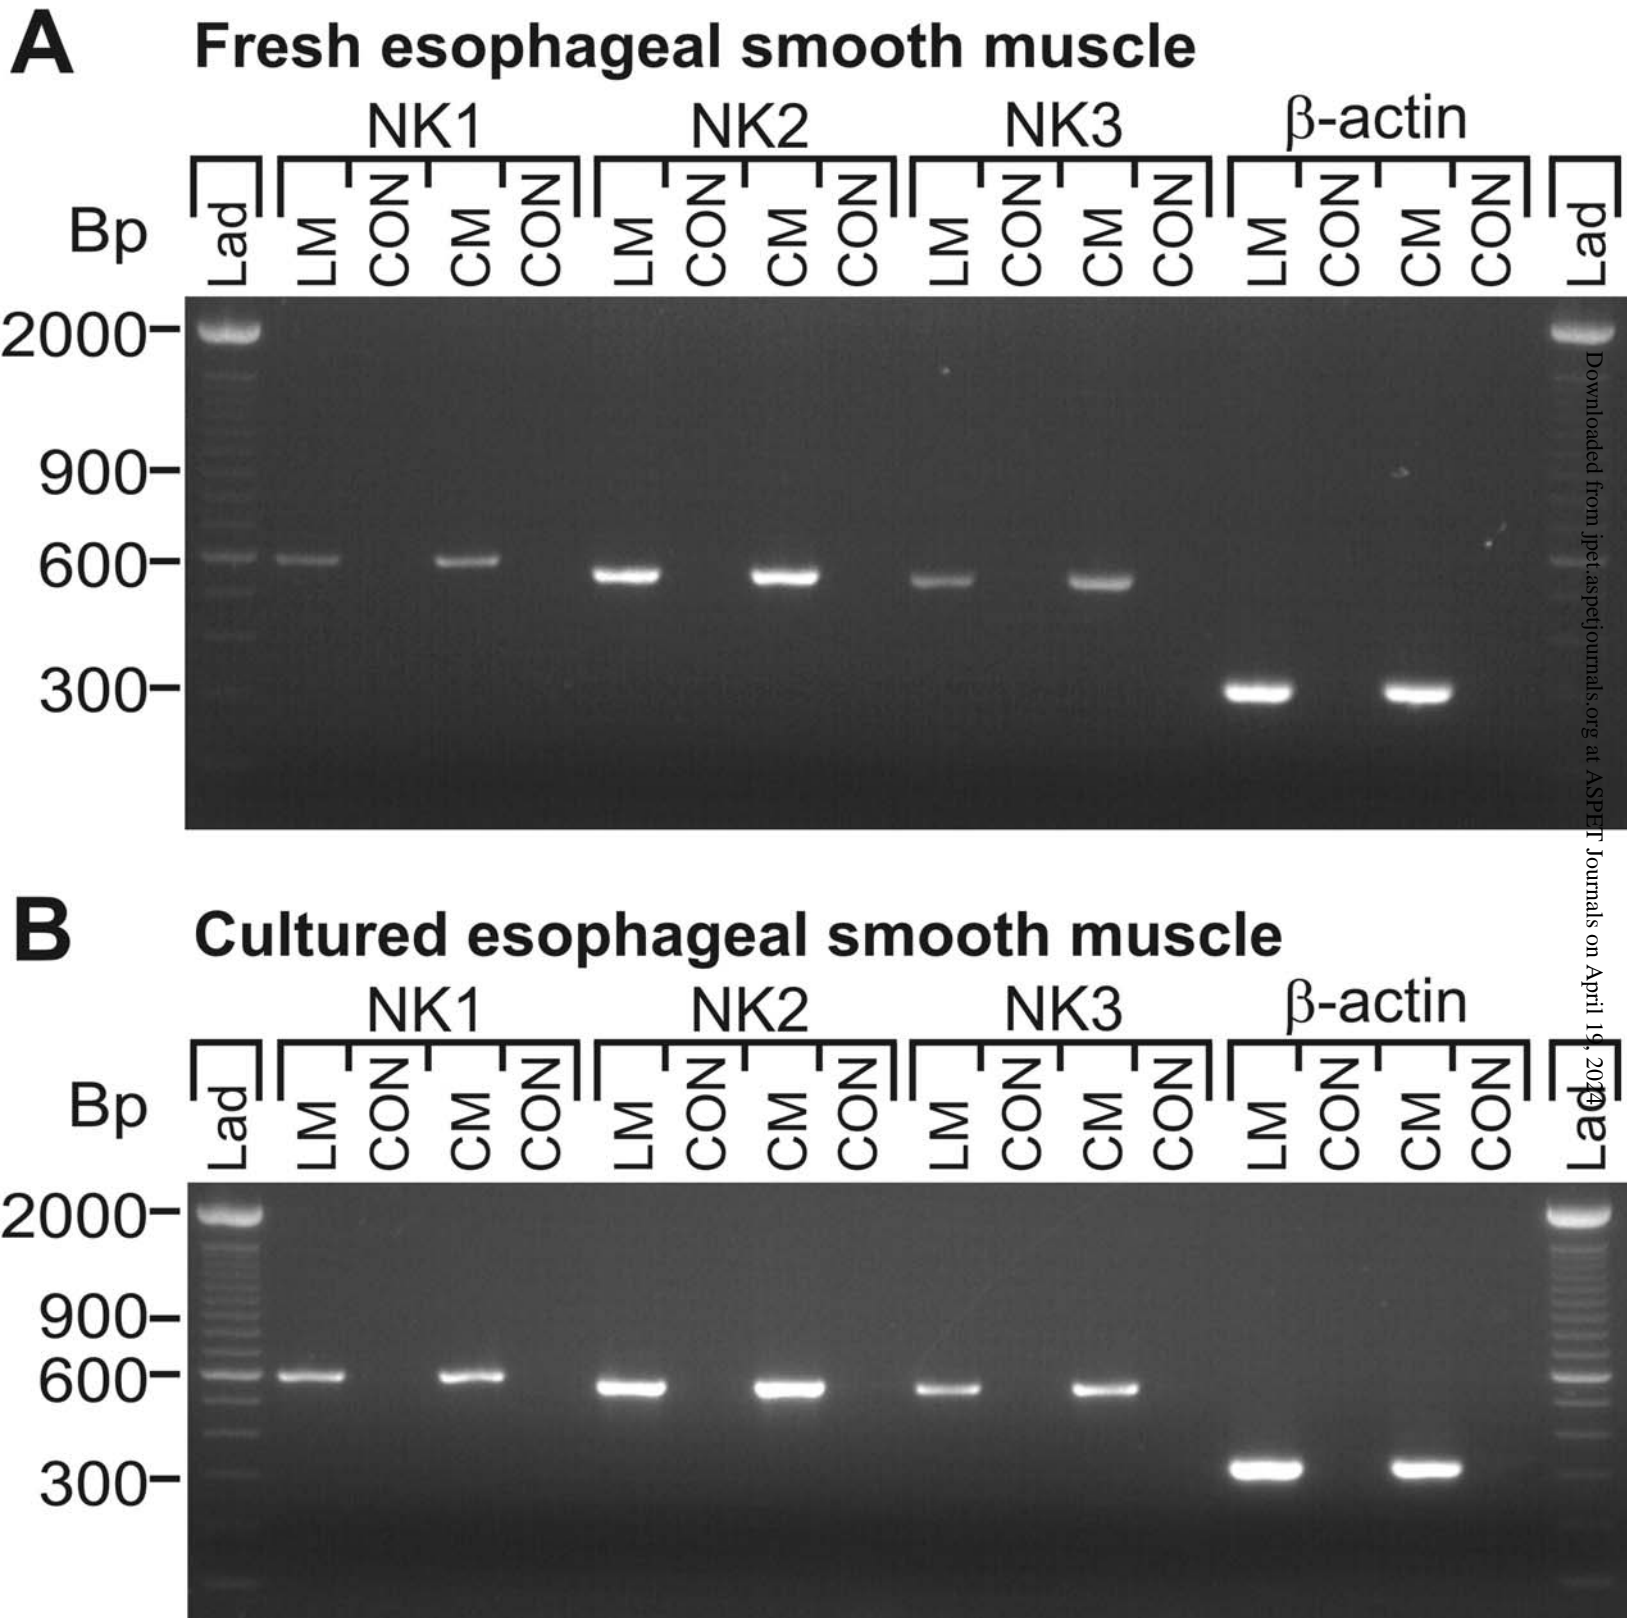 A Fresh esophageal smooth muscle
NK1 NK2 NK3 β-actin
Bp Lad LM CON CM CON LM CON CM CON LM CON CM CON LM CON CM CON Lad
2000
900
600
300
B Cultured esophageal smooth muscle
NK1 NK2 NK3 β-actin
Bp Lad LM CON CM CON LM CON CM CON LM CON CM CON LM CON CM CON Lad
2000
900
600
300
Downloaded from jpet.aspetjournals.org at ASPET Journals on April 19, 2024